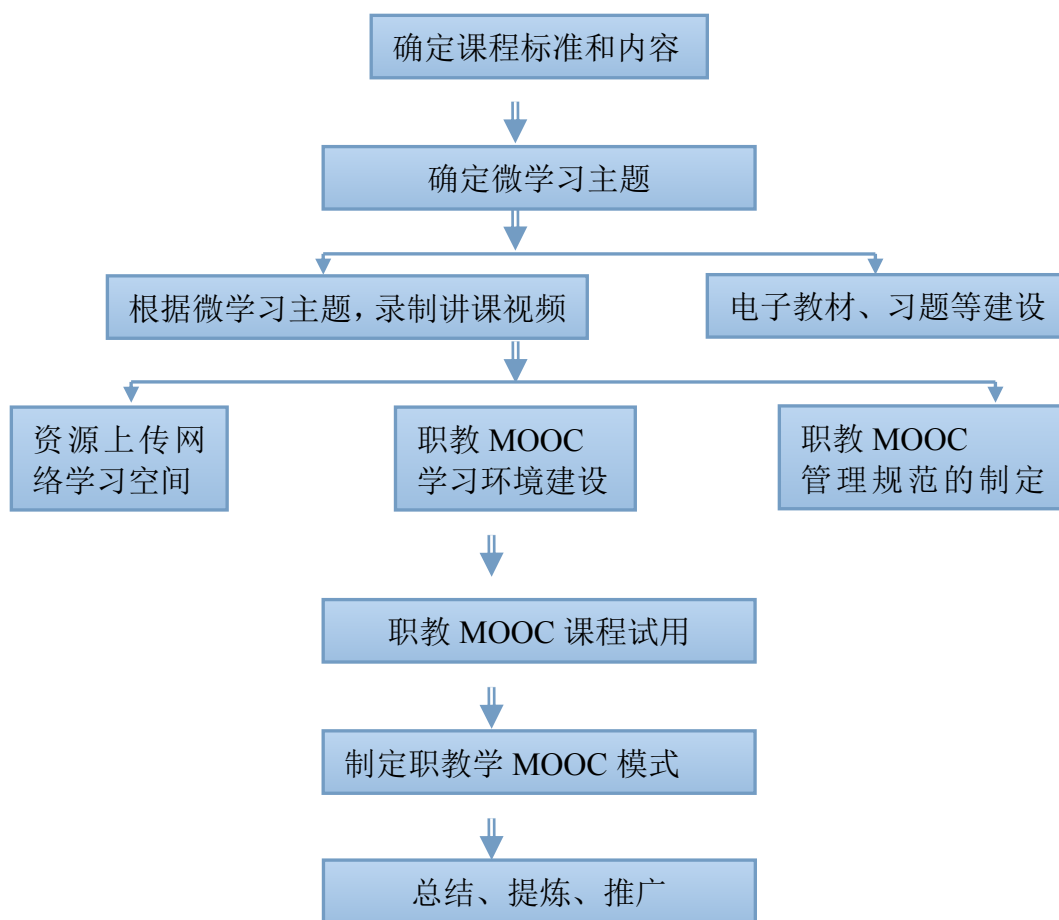 确定课程标准和内容
确定微学习主题
根据微学习主题，录制讲课视频
电子教材、习题等建设
资源上传网
络学习空间
职教 MOOC
学习环境建设
职教 MOOC
管理规范的制定
职教 MOOC 课程试用
制定职教学 MOOC 模式
总结、提炼、推广